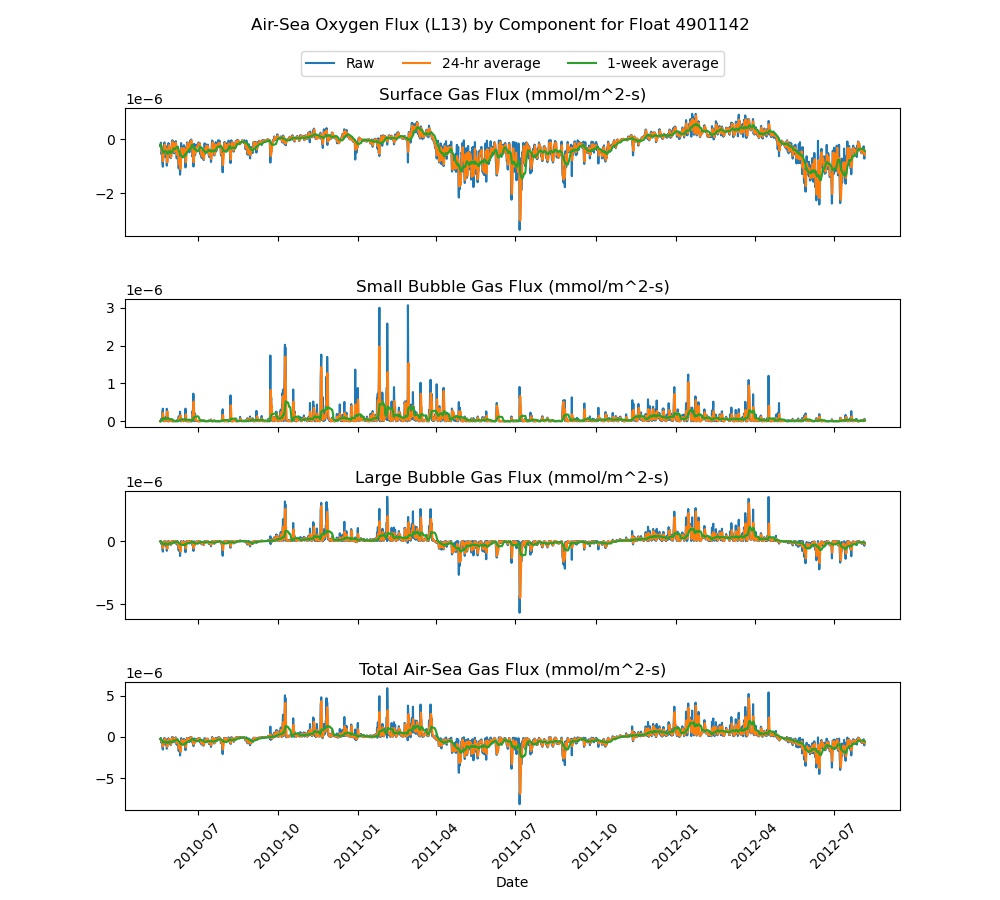 Air-Sea Oxygen Flux (L13) by Component for Float 4901142
Raw 24-hr average 1-week average
1e−6 Surface Gas Flux (mmol/m^2-s)
0
−2
1e−6 Small Bubble Gas Flux (mmol/m^2-s)
3
2
1
0
1e−6 Large Bubble Gas Flux (mmol/m^2-s)
0
−5
1e−6 Total Air-Sea Gas Flux (mmol/m^2-s)
5
0
−5
2010-07 2010-10 2011-01 2011-04 2011-07 2011-10 2012-01 2012-04 2012-07
Date